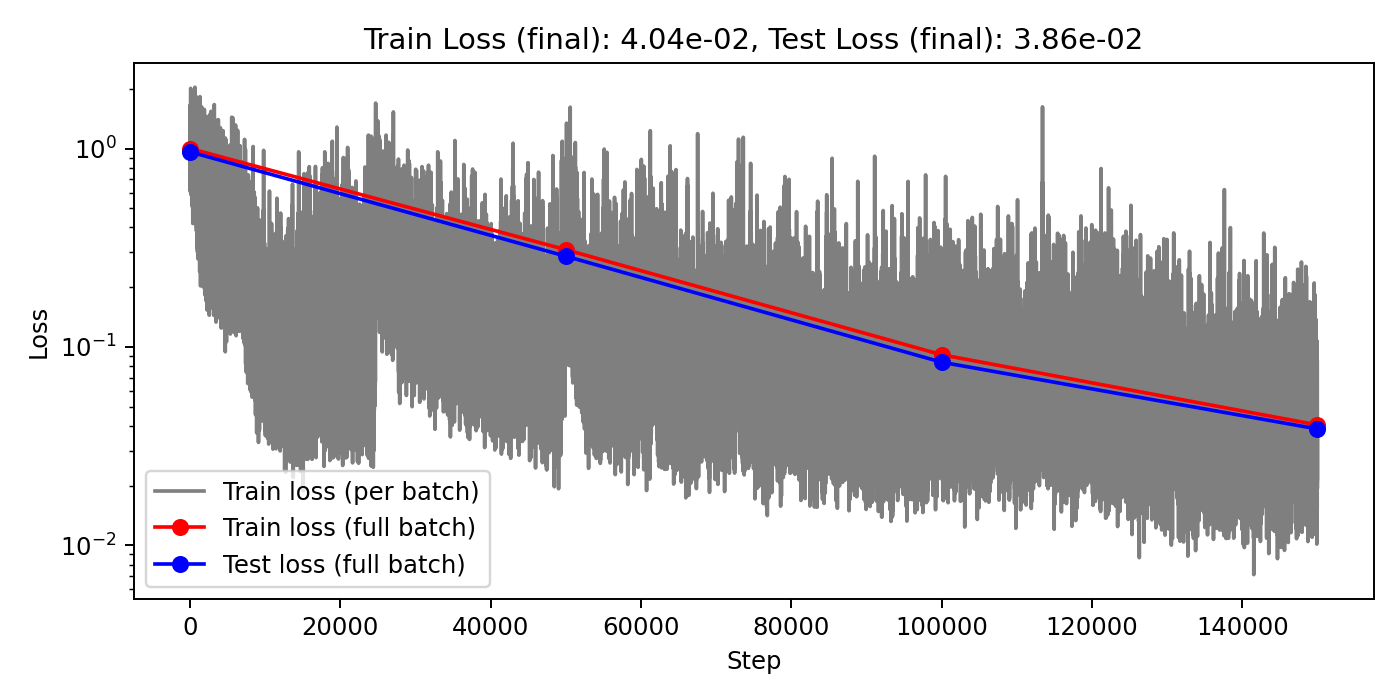 Train Loss (final): 4.04e-02, Test Loss (final): 3.86e-02
Loss
10⁰
10⁻¹
10⁻²
Train loss (per batch)
Train loss (full batch)
Test loss (full batch)
0 20000 40000 60000 80000 100000 120000 140000
Step